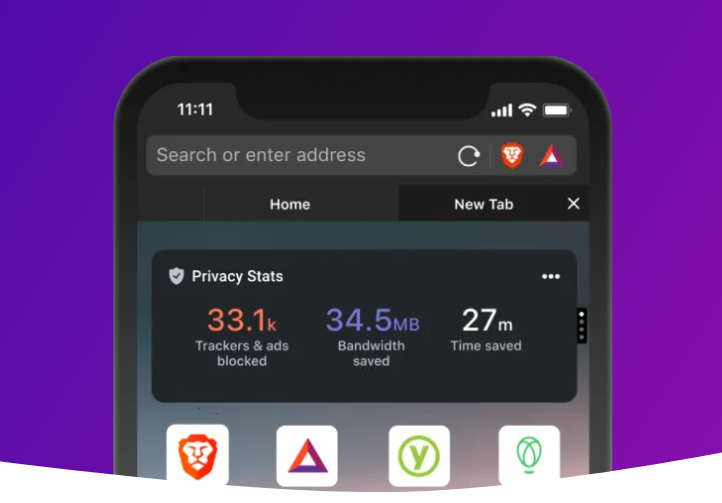 11:11
Search or enter address
Home
New Tab
Privacy Stats
33.1k
34.5MB
27m
Trackers & ads
blocked
Bandwidth
saved
Time saved
y